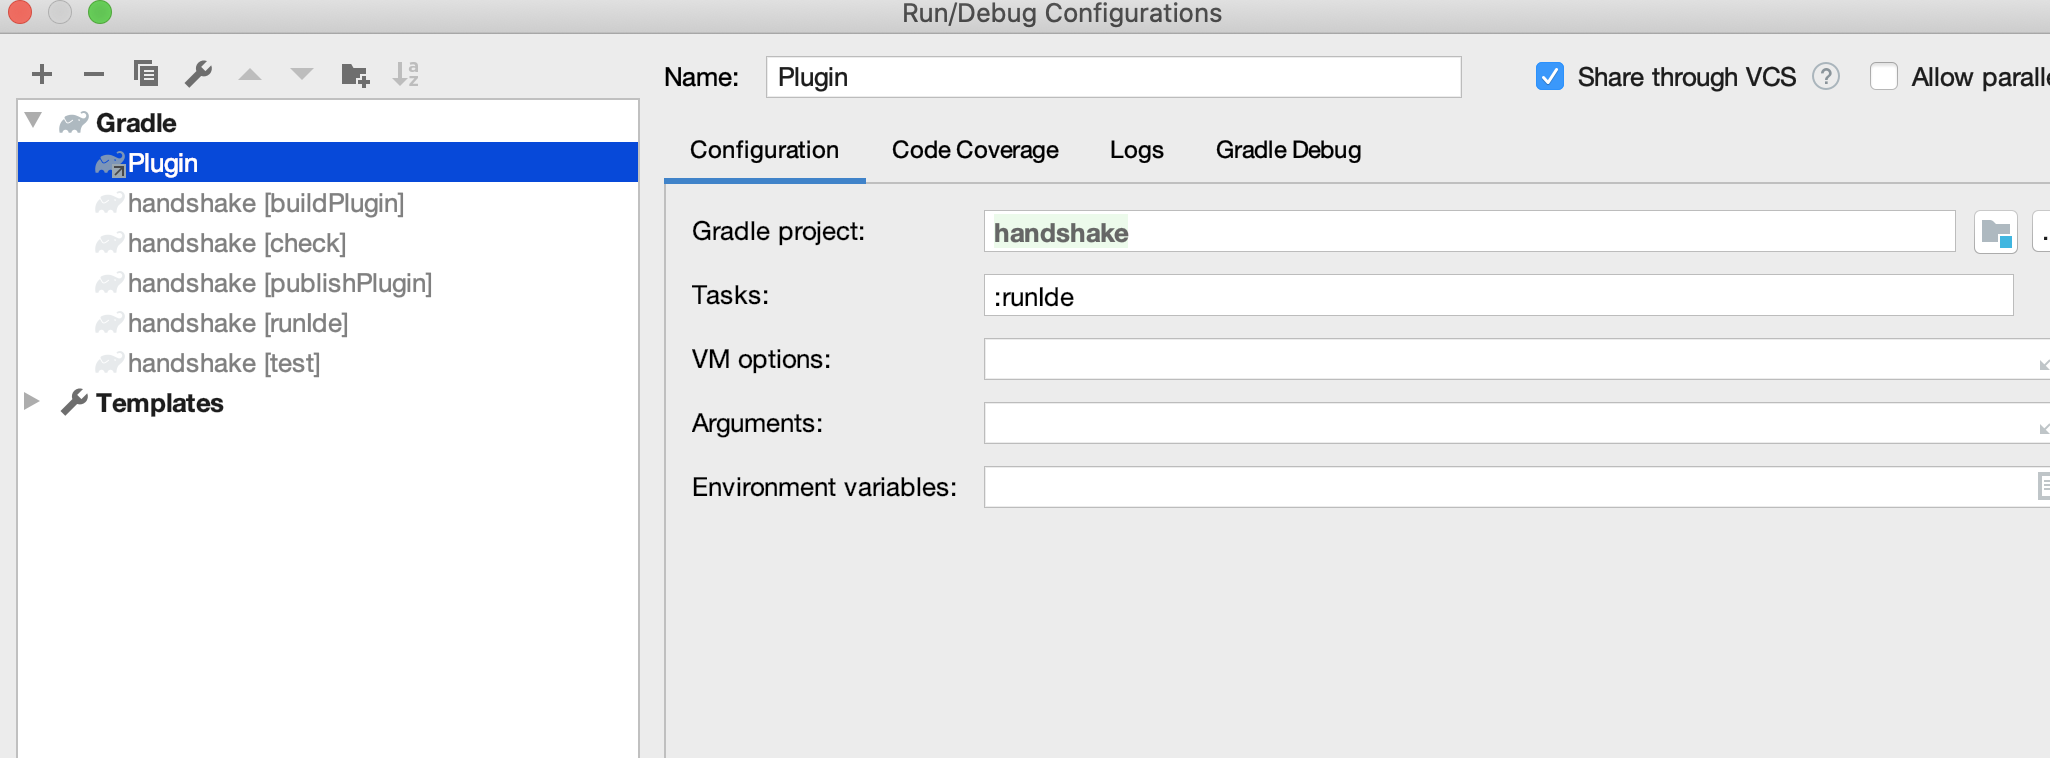 Run/Debug Configurations
Name: Plugin Share through VCS ? Allow paralle
Gradle
Plugin
handshake [buildPlugin]
handshake [check]
handshake [publishPlugin]
handshake [runIde]
handshake [test]
Templates
Configuration Code Coverage Logs Gradle Debug
Gradle project: handshake
Tasks: :runIde
VM options:
Arguments:
Environment variables: